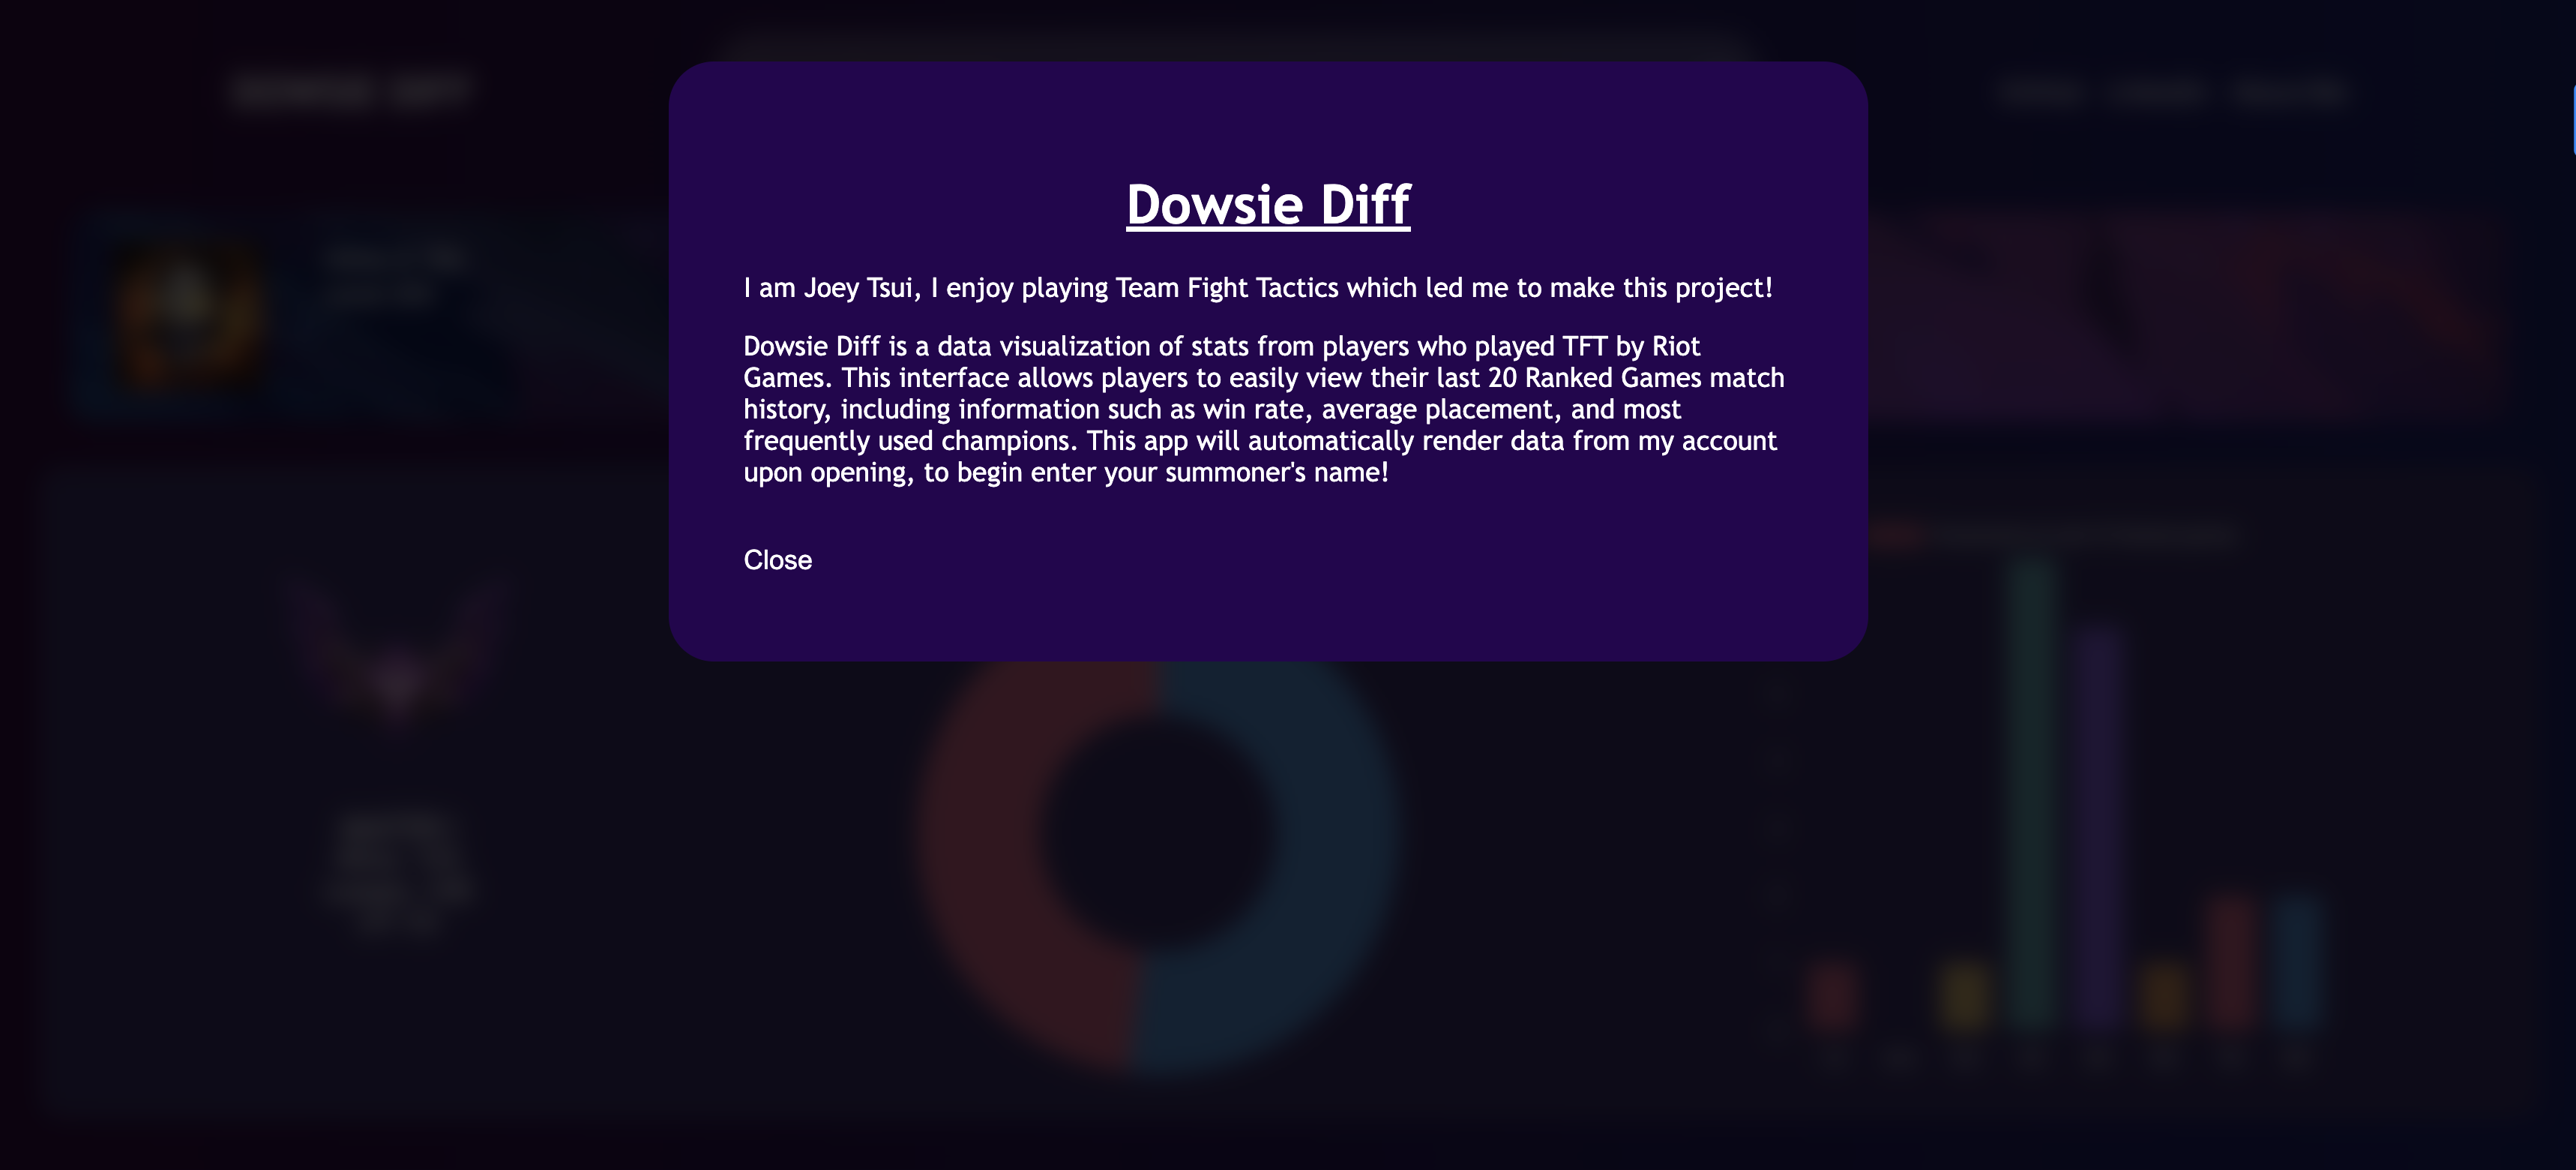 Dowsie Diff
I am Joey Tsui, I enjoy playing Team Fight Tactics which led me to make this project!
Dowsie Diff is a data visualization of stats from players who played TFT by Riot
Games. This interface allows players to easily view their last 20 Ranked Games match
history, including information such as win rate, average placement, and most
frequently used champions. This app will automatically render data from my account
upon opening, to begin enter your summoner's name!
Close